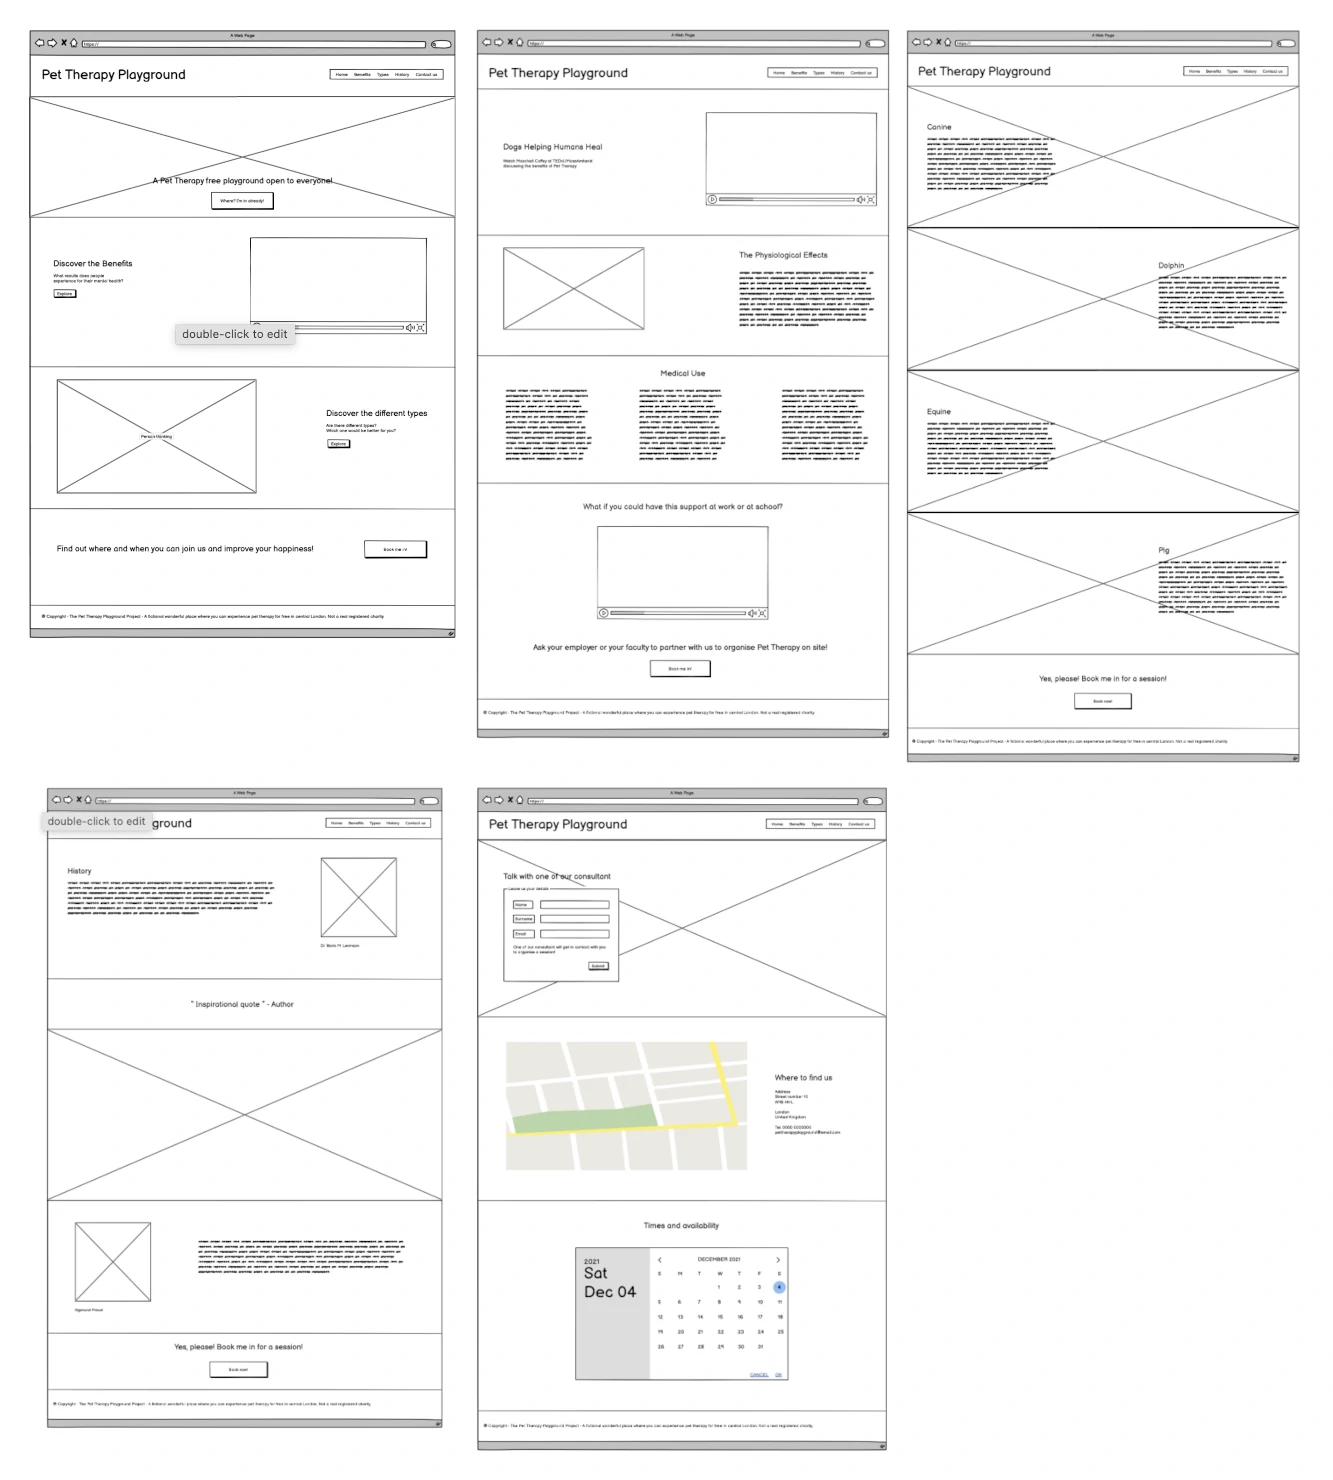 A Web Page
https://
Pet Therapy Playground
Home Benefits Types History Contact us
A Pet Therapy free playground open to everyone!
Where? I'm in already!
Discover the Benefits
What results does people
experience for their mental health?
Explore
double-click to edit
Person thinking
Discover the different types
Are there different types?
Which one would be better for you?
Explore
Find out where and when you can join us and improve your happiness!
Book me in!
© Copyright - The Pet Therapy Playground Project - A fictional wonderful place where you can experience pet therapy for free in central London. Not a real registered charity
A Web Page
https://
Pet Therapy Playground
Home Benefits Types History Contact us
Dogs Helping Humans Heal
discussing the benefits of Pet Therapy
The Physiological Effects
Medical Use
What if you could have this support at work or at school?
Ask your employer or your faculty to partner with us to organise Pet Therapy on site!
Book me in!
© Copyright - The Pet Therapy Playground Project - A fictional wonderful place where you can experience pet therapy for free in central London. Not a real registered charity
A Web Page
https://
Pet Therapy Playground
Home Benefits Types History Contact us
Canine
Dolphin
Equine
Pig
Yes, please! Book me in for a session!
Book now!
© Copyright - The Pet Therapy Playground Project - A fictional wonderful place where you can experience pet therapy for free in central London. Not a real registered charity
A Web Page
https://
double-click to edit
ground
Home Benefits Types History Contact us
History
Dr Boris M. Levinson
" Inspirational quote " - Author
Sigmund Freud
Yes, please! Book me in for a session!
Book now!
© Copyright - The Pet Therapy Playground Project - A fictional wonderful place where you can experience pet therapy for free in central London. Not a real registered charity
A Web Page
https://
Pet Therapy Playground
Home Benefits Types History Contact us
Talk with one of our consultant
Leave us your details
Name
Surname
Email
One of our consultant will get in contact with you
to organise a session!
Submit
Where to find us
Address
Street number 10
London
United Kingdom
Tel. 0000 0000000
pettherapyplayground@email.com
Times and availability
2021
Sat
Dec 04
DECEMBER 2021
S M T W T F S
1 2 3 4
5 6 7 8 9 10 11
12 13 14 15 16 17 18
19 20 21 22 23 24 25
26 27 28 29 30 31
CANCEL OK
© Copyright - The Pet Therapy Playground Project - A fictional wonderful place where you can experience pet therapy for free in central London. Not a real registered charity